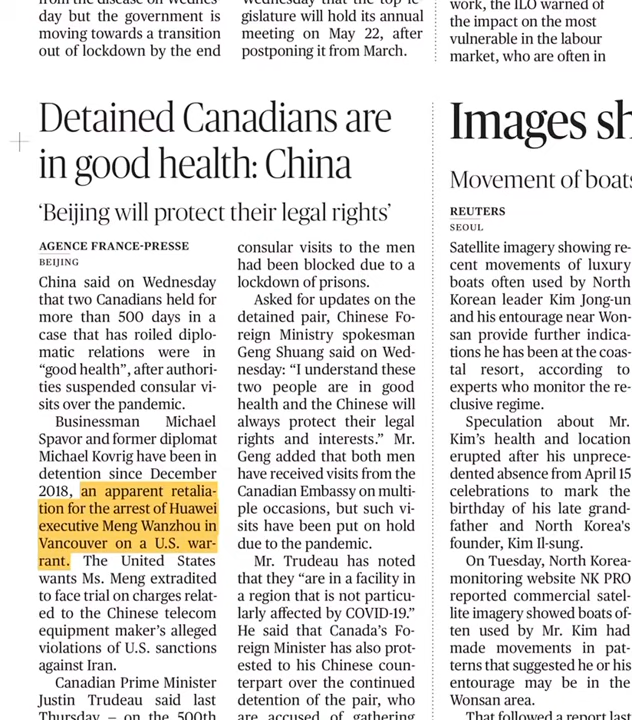 from the disease on Wednes-
day but the government is
moving towards a transition
out of lockdown by the end
Wednesday that the top le-
gislature will hold its annual
meeting on May 22, after
postponing it from March.
work, the ILO warned of
the impact on the most
vulnerable in the labour
market, who are often in
Detained Canadians are
in good health: China
‘Beijing will protect their legal rights’
AGENCE FRANCE-PRESSE
BEIJING
China said on Wednesday
that two Canadians held for
more than 500 days in a
case that has roiled diplo-
matic relations were in
“good health”, after authori-
ties suspended consular vi-
sits over the pandemic.
Businessman Michael
Spavor and former diplomat
Michael Kovrig have been in
detention since December
2018, an apparent retalia-
tion for the arrest of Huawei
executive Meng Wanzhou in
Vancouver on a U.S. war-
rant. The United States
wants Ms. Meng extradited
to face trial on charges relat-
ed to the Chinese telecom
equipment maker’s alleged
violations of U.S. sanctions
against Iran.
Canadian Prime Minister
Justin Trudeau said last
Thursday – on the 500th
consular visits to the men
had been blocked due to a
lockdown of prisons.
Asked for updates on the
detained pair, Chinese Fo-
reign Ministry spokesman
Geng Shuang said on Wed-
nesday: “I understand these
two people are in good
health and the Chinese will
always protect their legal
rights and interests.” Mr.
Geng added that both men
have received visits from the
Canadian Embassy on multi-
ple occasions, but such vi-
sits have been put on hold
due to the pandemic.
Mr. Trudeau has noted
that they “are in a facility in
a region that is not particu-
larly affected by COVID-19.”
He said that Canada’s Fo-
reign Minister has also prot-
ested to his Chinese coun-
terpart over the continued
detention of the pair, who
are accused of gathering
Images sh
Movement of boats
REUTERS
SEOUL
Satellite imagery showing re-
cent movements of luxury
boats often used by North
Korean leader Kim Jong-un
and his entourage near Won-
san provide further indica-
tions he has been at the coas-
tal resort, according to
experts who monitor the re-
clusive regime.
Speculation about Mr.
Kim’s health and location
erupted after his unprece-
dented absence from April 15
celebrations to mark the
birthday of his late grand-
father and North Korea's
founder, Kim Il-sung.
On Tuesday, North Korea-
monitoring website NK PRO
reported commercial satel-
lite imagery showed boats of-
ten used by Mr. Kim had
made movements in pat-
terns that suggested he or his
entourage may be in the
Wonsan area.
That followed a report last